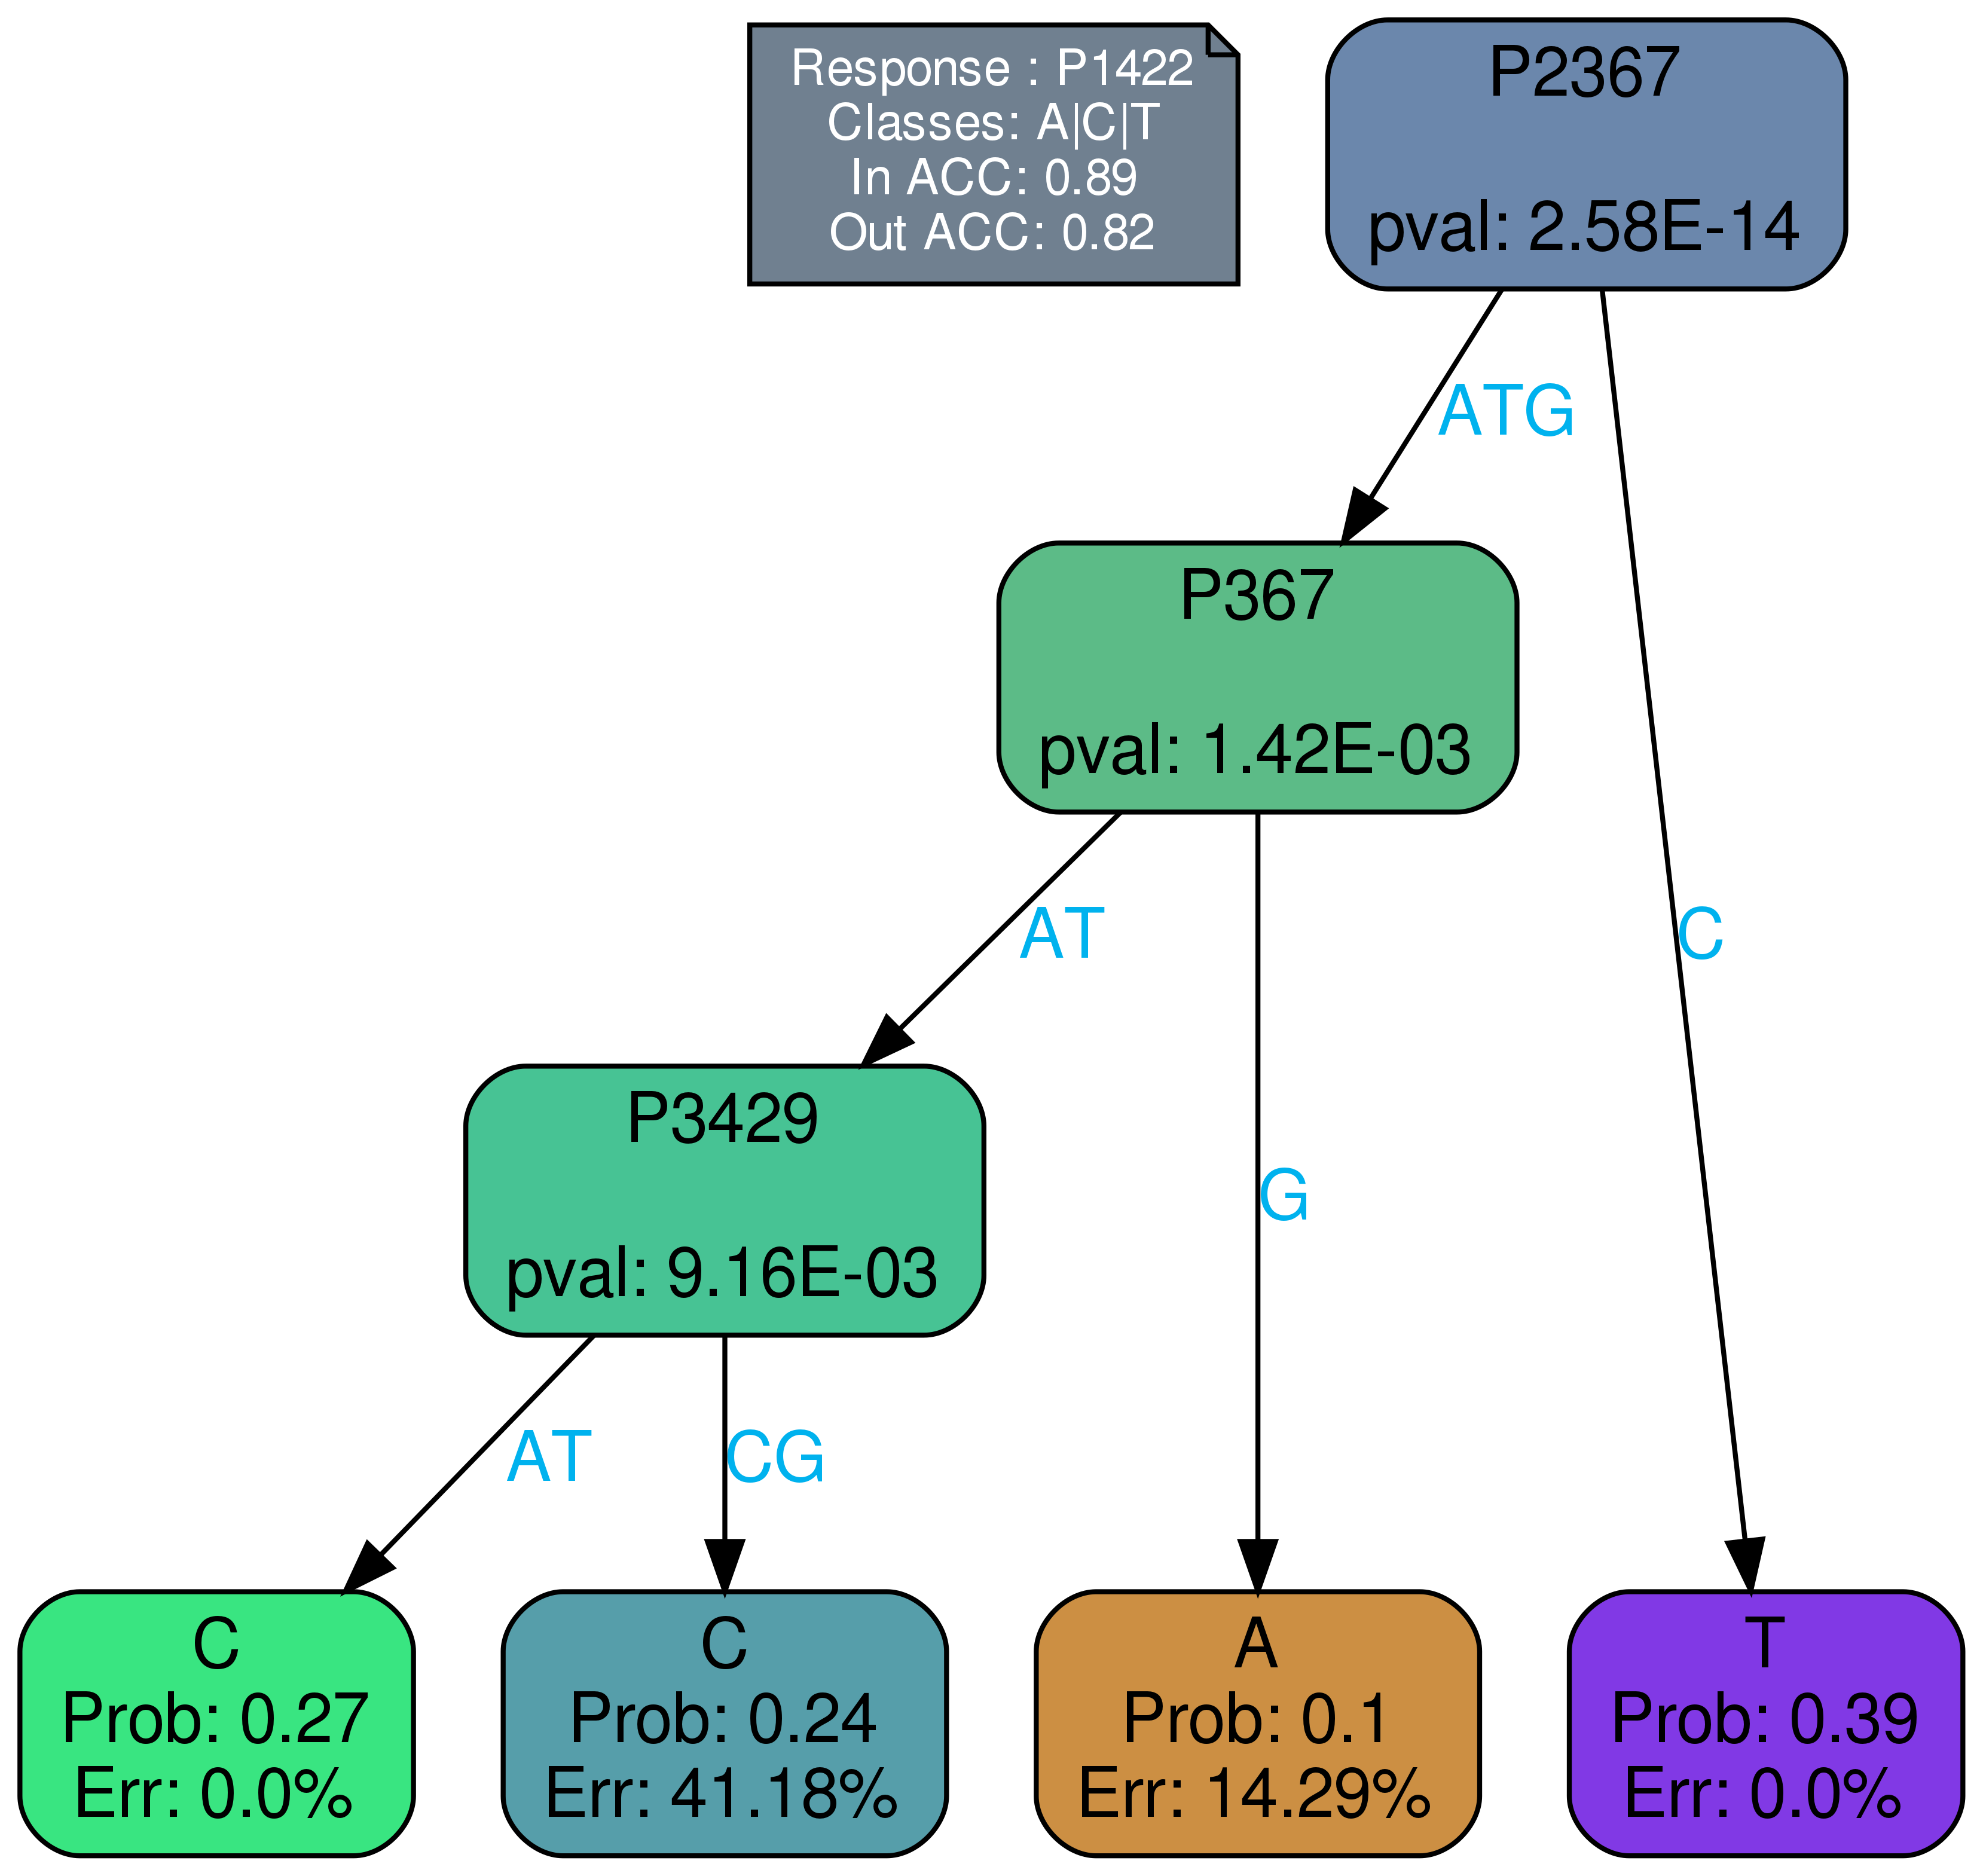 Response : P1422
Classes: A|C|T
In ACC: 0.89
Out ACC: 0.82
P2367
pval: 2.58E-14
ATG
P367
pval: 1.42E-03
AT
C
P3429
pval: 9.16E-03
G
AT
CG
C
Prob: 0.27
Err: 0.0%
C
Prob: 0.24
Err: 41.18%
A
Prob: 0.1
Err: 14.29%
T
Prob: 0.39
Err: 0.0%